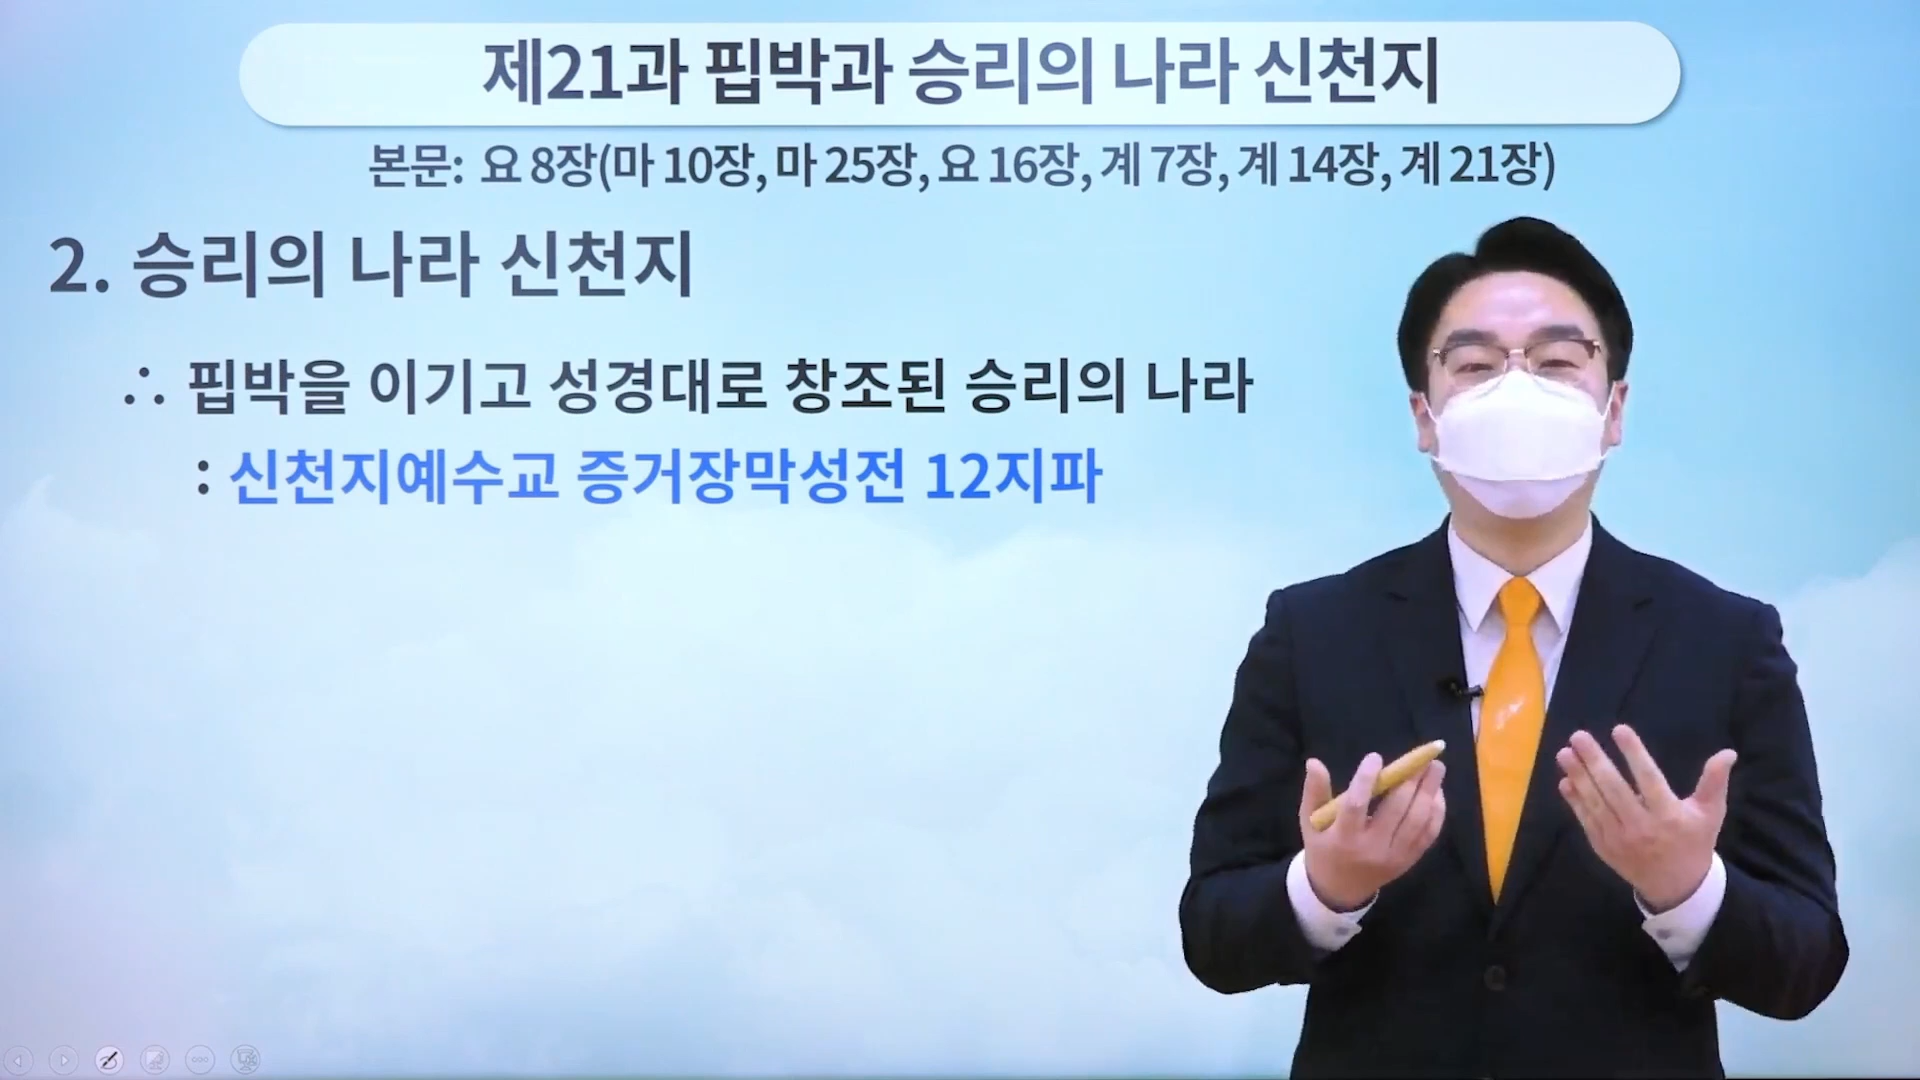 제21과 핍박과 승리의 나라 신천지
본문: 요 8장(마 10장, 마 25장, 요 16장, 계 7장, 계 14장, 계 21장)
2. 승리의 나라 신천지
∴ 핍박을 이기고 성경대로 창조된 승리의 나라
: 신천지예수교 증거장막성전 12지파